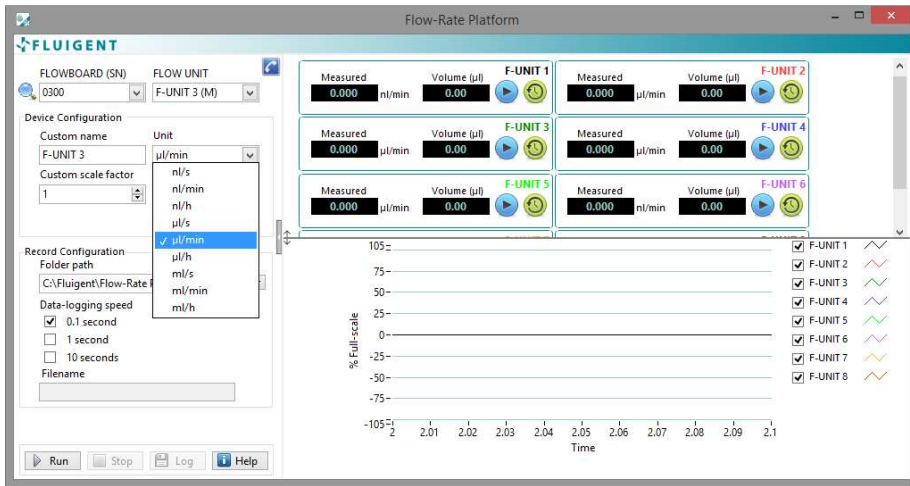 Flow-Rate Platform
FLUIGENT
FLOWBOARD (SN) FLOW UNIT
0300 F-UNIT 3 (M)
Device Configuration
Custom name Unit
F-UNIT 3 µl/min
Custom scale factor
1
nl/s
nl/min
nl/h
µl/s
✓ µl/min
µl/h
ml/s
ml/min
ml/h
Record Configuration
Folder path
C:\Fluigent\Flow-Rate
Data-logging speed
0.1 second
1 second
10 seconds
Filename
Run Stop Log Help
F-UNIT 1
Measured Volume (µl)
0.000 nl/min 0.00
F-UNIT 2
Measured Volume (µl)
0.000 µl/min 0.00
F-UNIT 3
Measured Volume (µl)
0.000 µl/min 0.00
F-UNIT 4
Measured Volume (µl)
0.000 µl/min 0.00
F-UNIT 5
Measured Volume (µl)
0.000 µl/min 0.00
F-UNIT 6
Measured Volume (µl)
0.000 nl/min 0.00
% Full-scale
105
75
50
25
0
-25
-50
-75
-105
2 2.01 2.02 2.03 2.04 2.05 2.06 2.07 2.08 2.09 2.1
Time
F-UNIT 1
F-UNIT 2
F-UNIT 3
F-UNIT 4
F-UNIT 5
F-UNIT 6
F-UNIT 7
F-UNIT 8